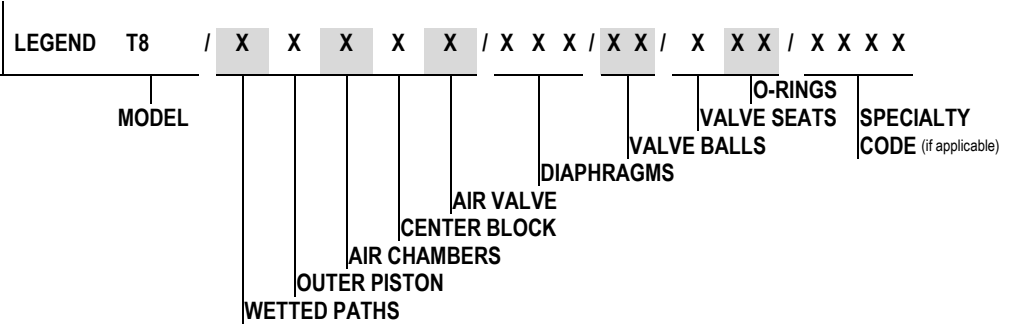 LEGEND T8 / X X X X X / X X X / X X / X X X / X X X X
O-RINGS
MODEL
VALVE SEATS
SPECIALTY
VALVE BALLS
CODE (if applicable)
DIAPHRAGMS
AIR VALVE
CENTER BLOCK
AIR CHAMBERS
OUTER PISTON
WETTED PATHS